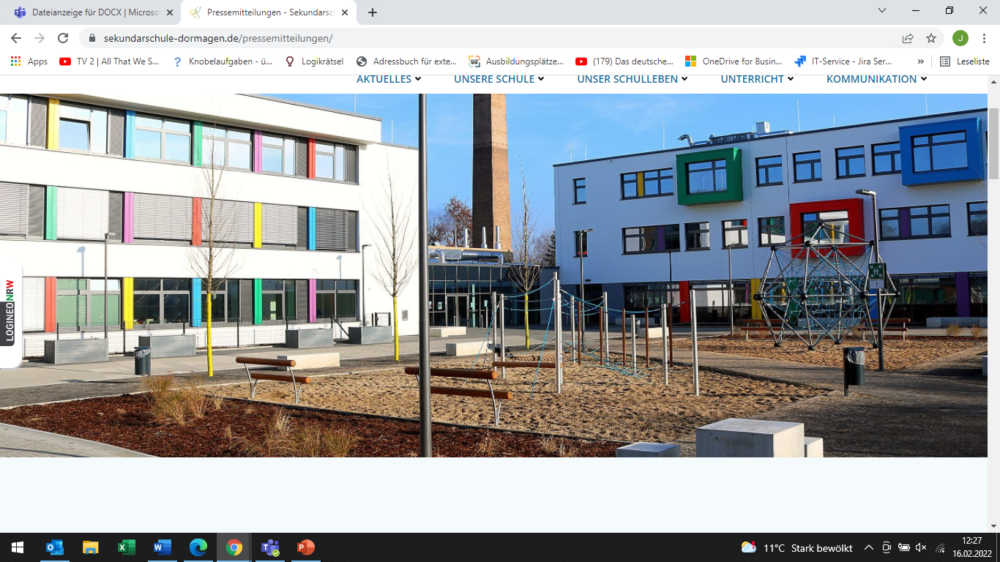 Dateianzeige für DOCX | Microso
Pressemitteilungen - Sekundarsc
sekundarschule-dormagen.de/pressemitteilungen/
J
Apps
TV 2 | All That We S...
Knobelaufgaben - ü...
Logikrätsel
Adressbuch für exte...
Ausbildungsplätze...
(179) Das deutsche...
OneDrive for Busin...
IT-Service - Jira Ser...
»
Leseliste
AKTUELLES
UNSERE SCHULE
UNSER SCHULLEBEN
UNTERRICHT
KOMMUNIKATION
LOGINEO NRW
11°C Stark bewölkt
12:27
16.02.2022